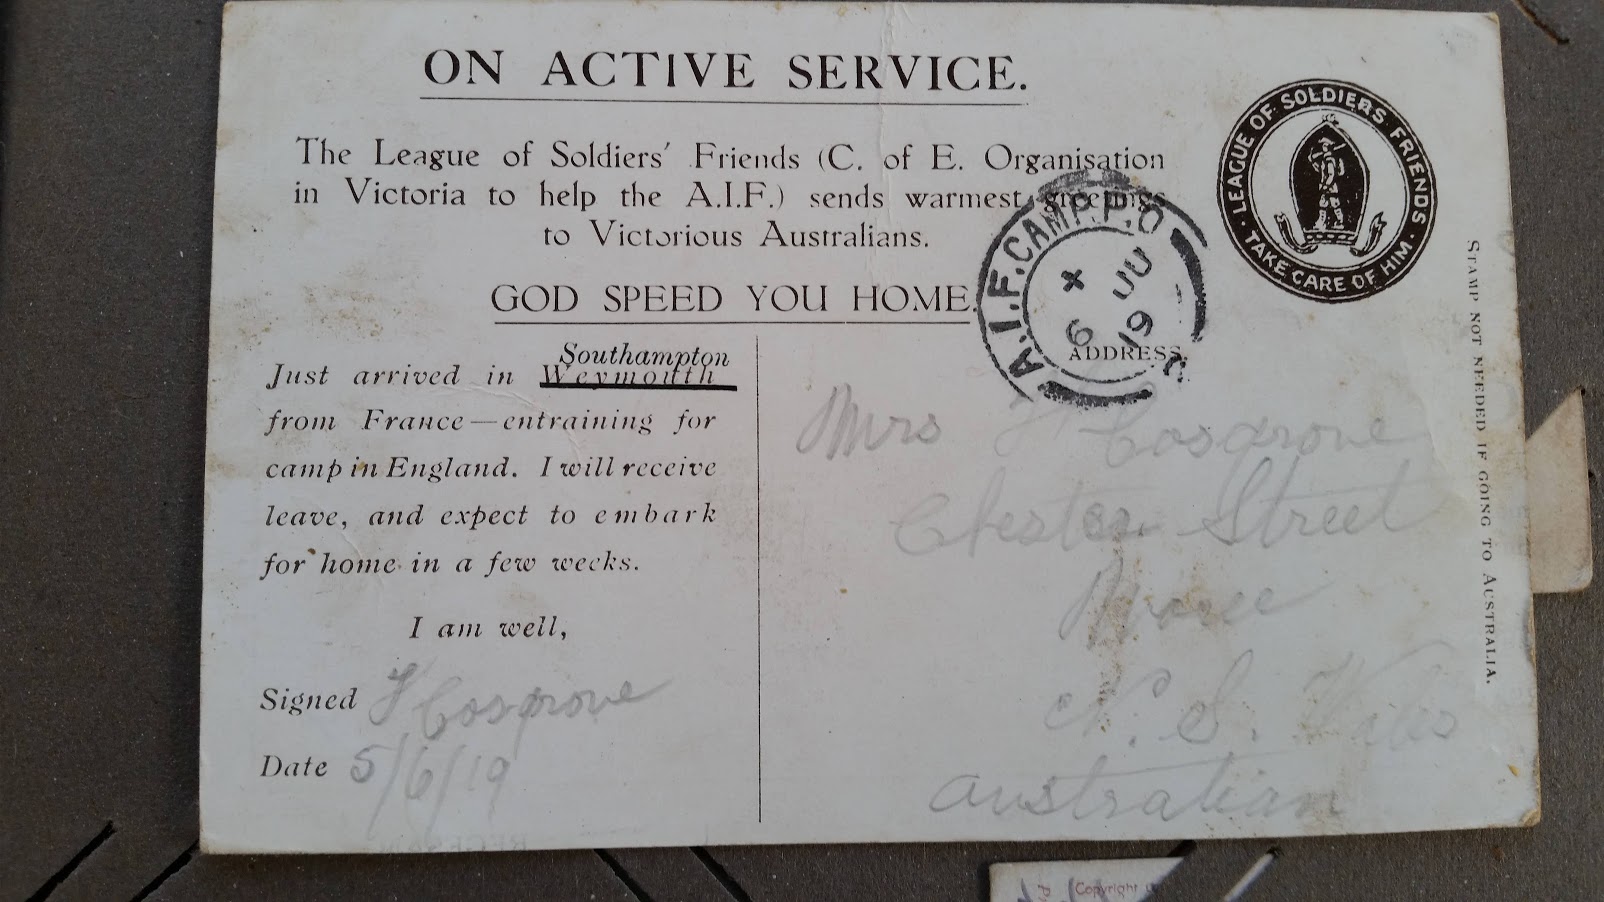 ON ACTIVE SERVICE.
The League of Soldiers' Friends (C. of E. Organisation
in Victoria to help the A.I.F.) sends warmest greetings
to Victorious Australians.
GOD SPEED YOU HOME.
LEAGUE OF SOLDIERS FRIENDS
· TAKE CARE OF HIM ·
A.I.F. CAMP P.O
X
6 JU
19
STAMP NOT NEEDED IF GOING TO AUSTRALIA.
Southampton
Just arrived in Weymouth
from France—entraining for
camp in England. I will receive
leave, and expect to embark
for home in a few weeks.
I am well,
Signed F Cosgrove
Date 5/6/19
ADDRESS.
Mrs F Cosgrove
Chester Street
Moree
N. S. Wales
Australian
Copyright